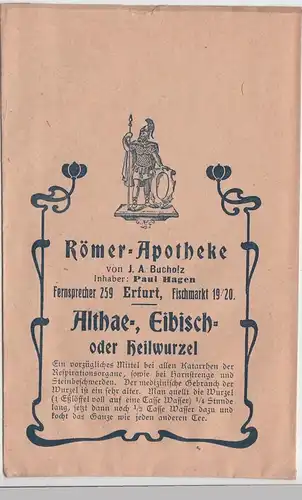 Römer-Apotheke
von J. A. Bucholz
Inhaber: Paul Hagen
Fernsprecher 259 Erfurt, Fischmarkt 19/20.
Althae-, Eibisch-
oder Heilwurzel
Ein vorzügliches Mittel bei allen Katarrhen der
Respirationsorgane, sowie bei Harnstrenge und
Steinbeschwerden. Der medizinische Gebrauch der
Wurzel ist ein sehr alter. Man quellt die Wurzel
(1 Eßlöffel voll auf eine Tasse Wasser) 1/4 Stunde
lang, setzt dann noch 1/2 Tasse Wasser dazu und
kocht das Ganze wie jeden anderen Tee.